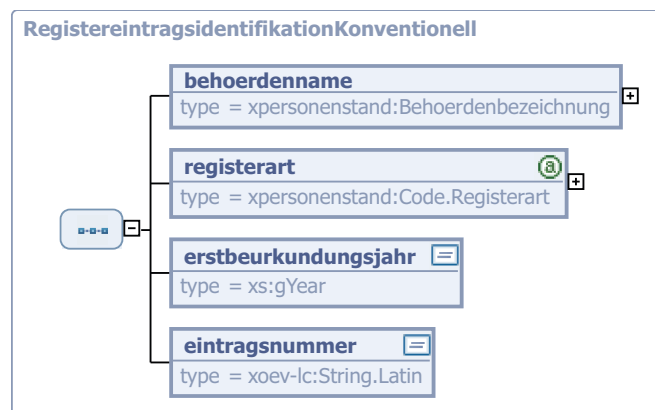 RegistereintragsidentifikationKonventionell
behoerdenname
type = xpersonenstand:Behoerdenbezeichnung
registerart
type = xpersonenstand:Code.Registerart
erstbeurkundungsjahr
type = xs:gYear
eintragsnummer
type = xoev-lc:String.Latin